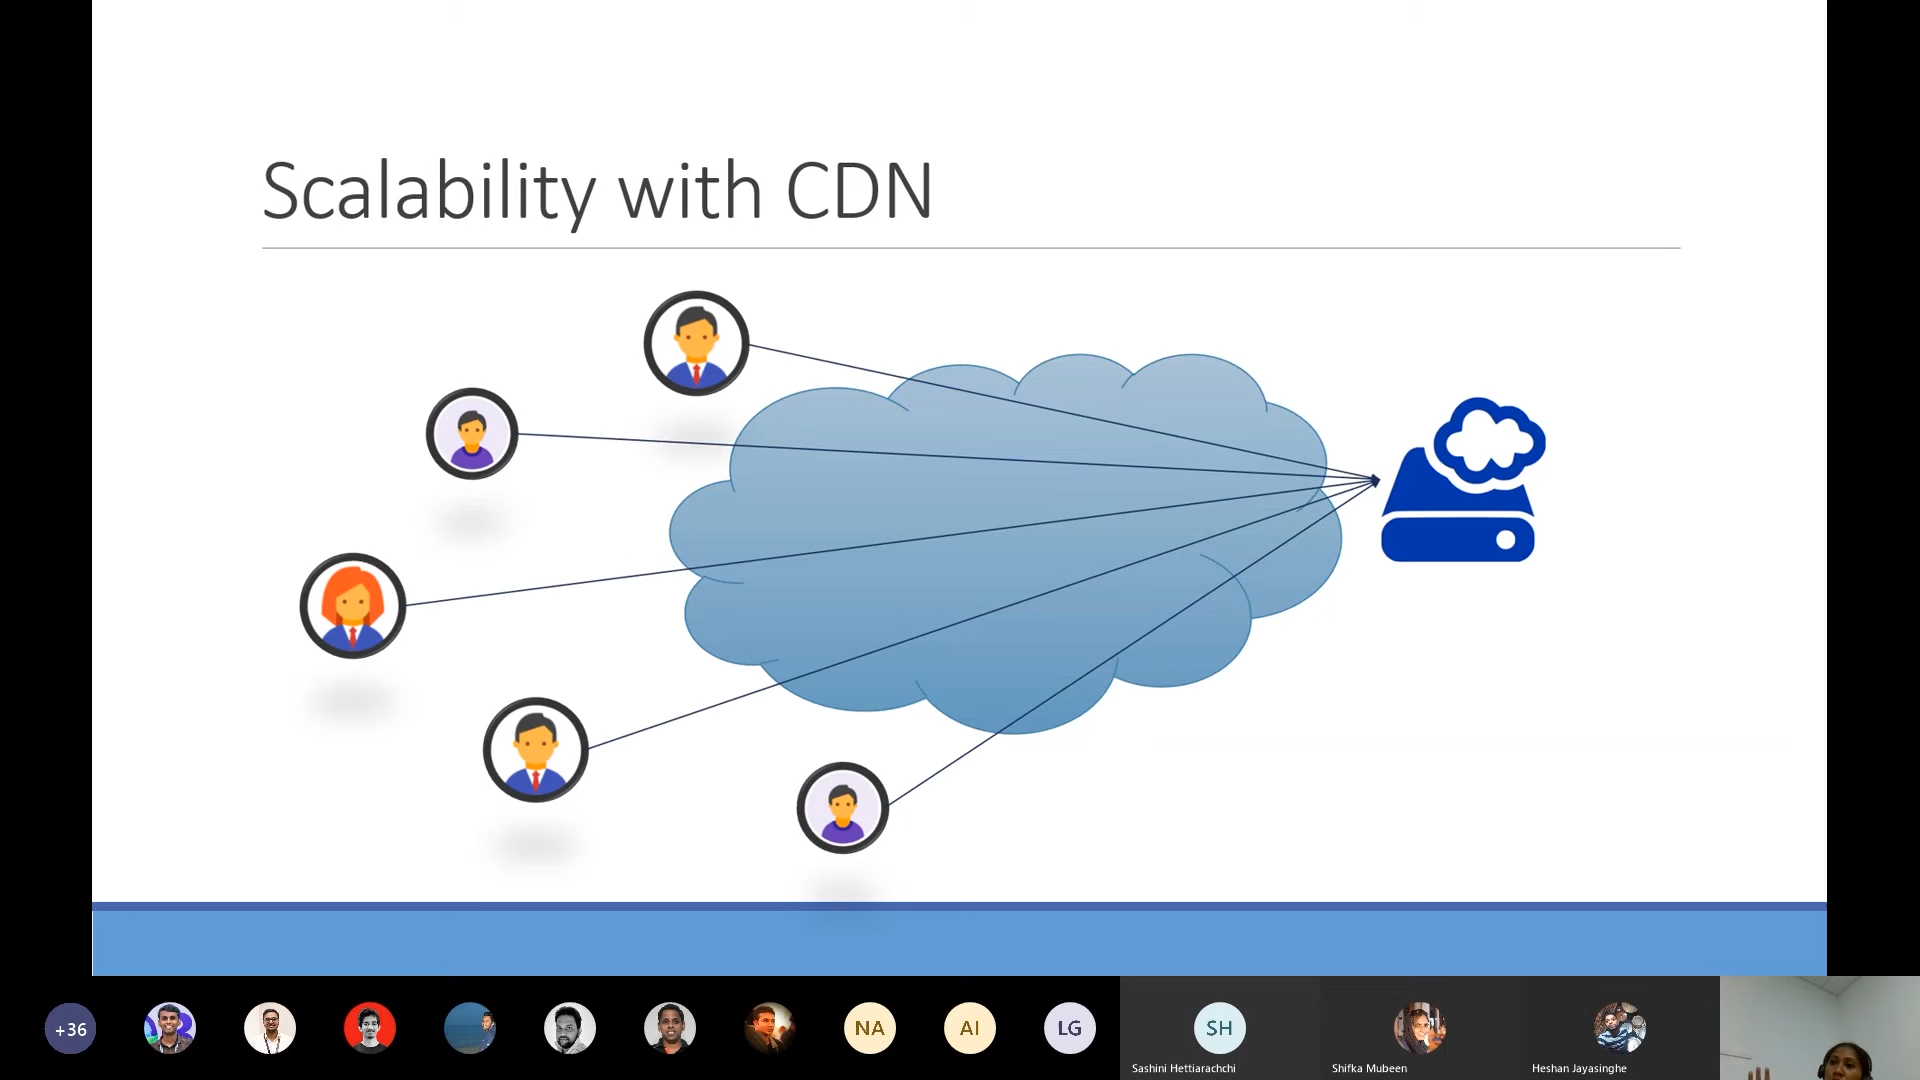 Scalability with CDN
+36
NA
AI
LG
SH
Sashini Hettiarachchi
Shifka Mubeen
Heshan Jayasinghe